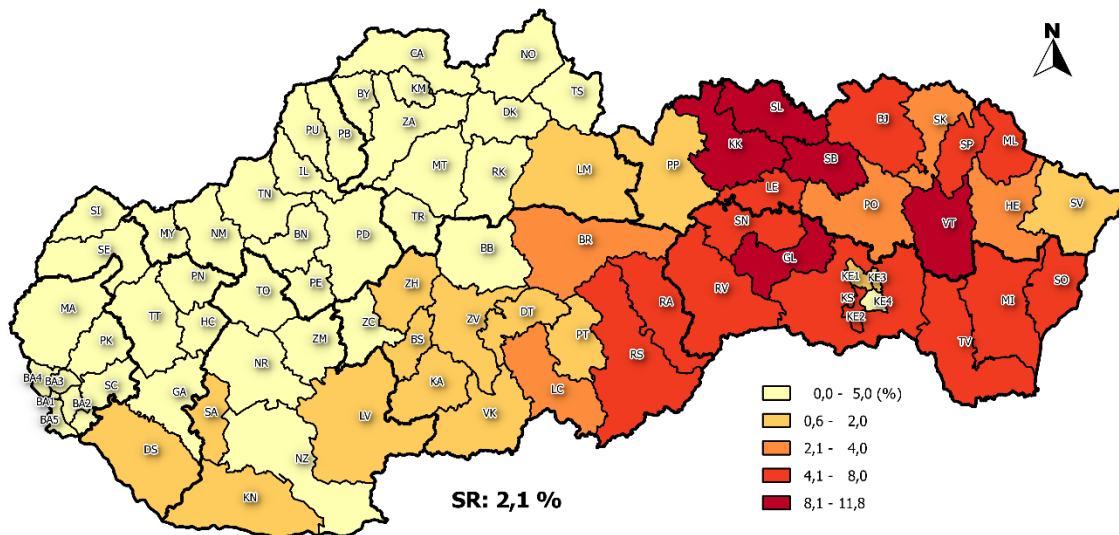 N
CA
NO
KM
BY
TS
DK
ZA
PU
PB
SL
BJ
SK
ML
SP
KK
MT
IL
RK
LM
PP
SB
TN
LE
SI
TR
PO
HE
SV
SN
VT
MY
NM
BN
PD
BR
SE
BB
GL
PN
PE
ZH
KE1
KE3
TO
RV
SO
RA
KS
KE4
MA
TT
HC
ZC
ZV
DT
MI
KE2
PK
ZM
BS
PT
TV
NR
RS
BA4
BA3
SC
KA
LC
BA1
BA2
GA
SA
LV
VK
BA5
DS
NZ
KN
SR: 2,1 %
0,0 - 5,0 (%)
0,6 - 2,0
2,1 - 4,0
4,1 - 8,0
8,1 - 11,8